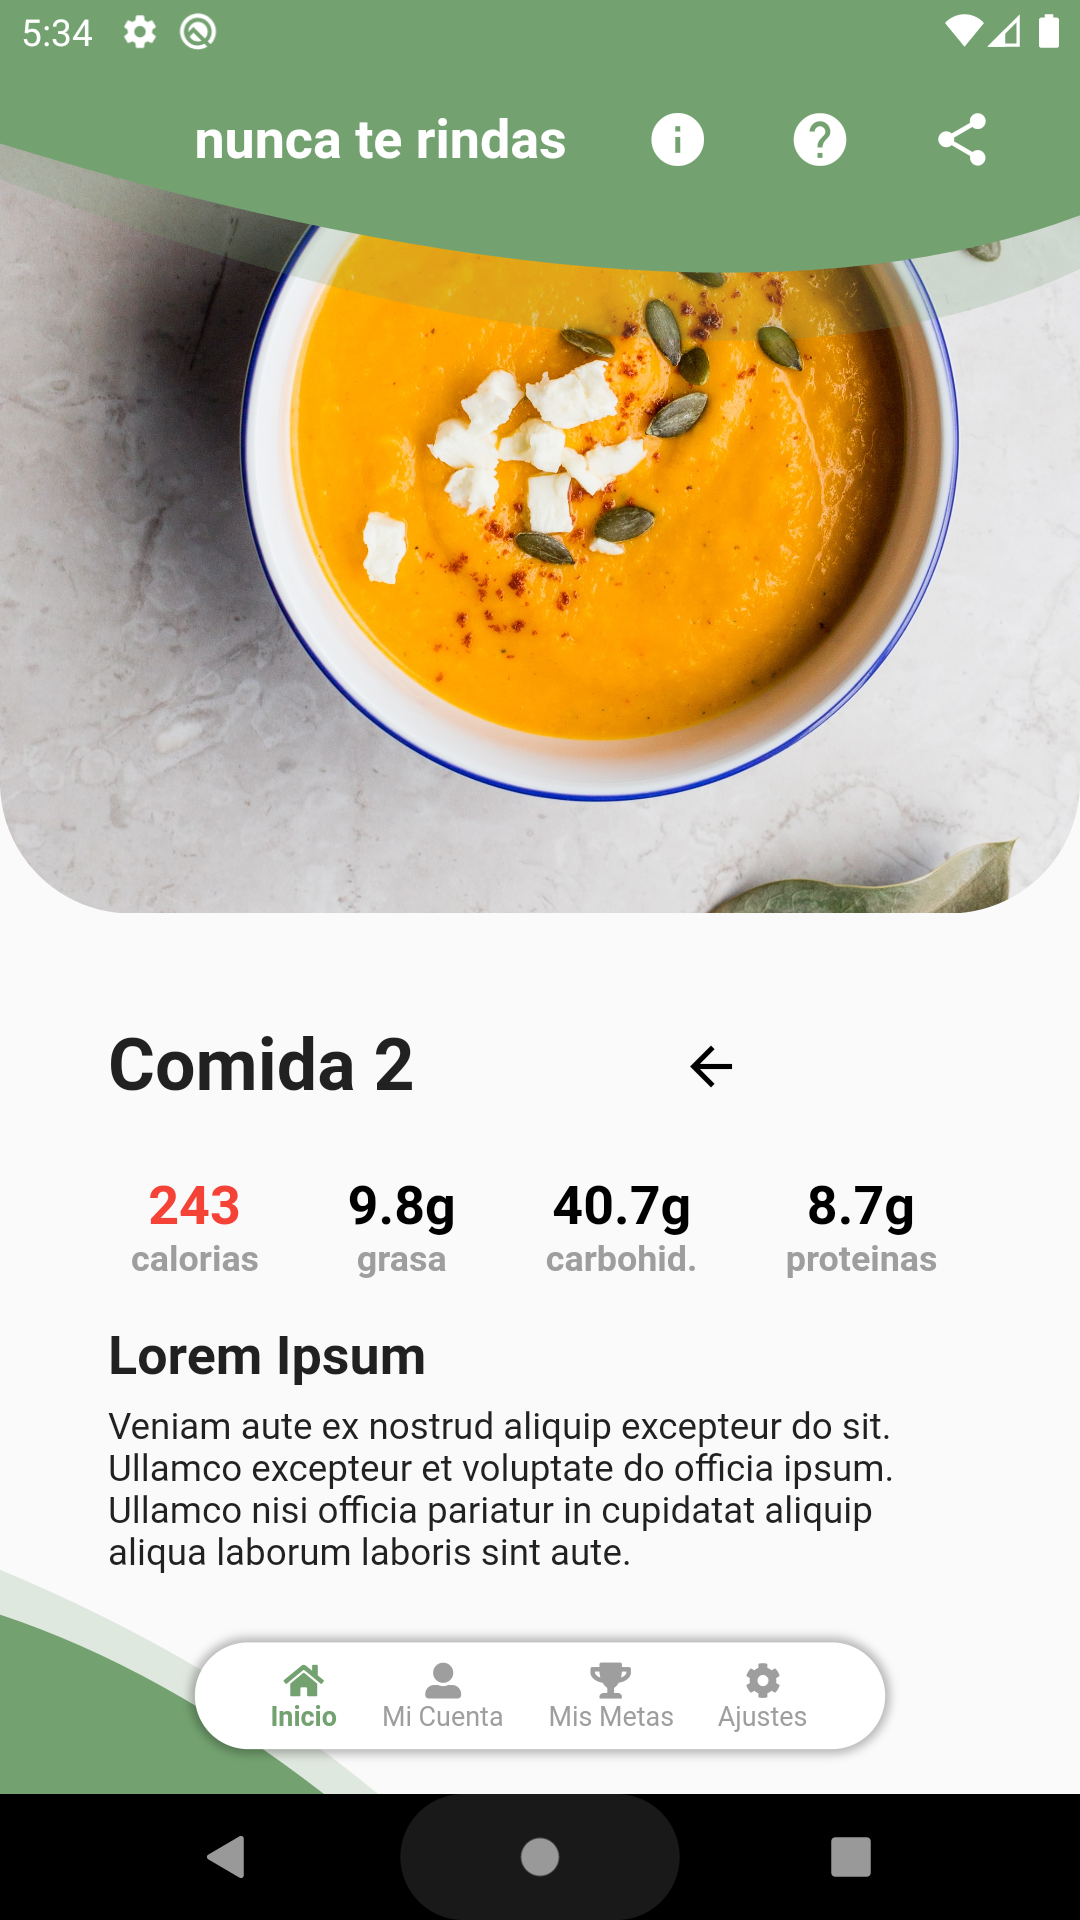 5:34
nunca te rindas
Comida 2
243 9.8g 40.7g 8.7g
calorias grasa carbohid. proteinas
Lorem Ipsum
Veniam aute ex nostrud aliquip excepteur do sit.
Ullamco excepteur et voluptate do officia ipsum.
Ullamco nisi officia pariatur in cupidatat aliquip
aliqua laborum laboris sint aute.
Inicio Mi Cuenta Mis Metas Ajustes